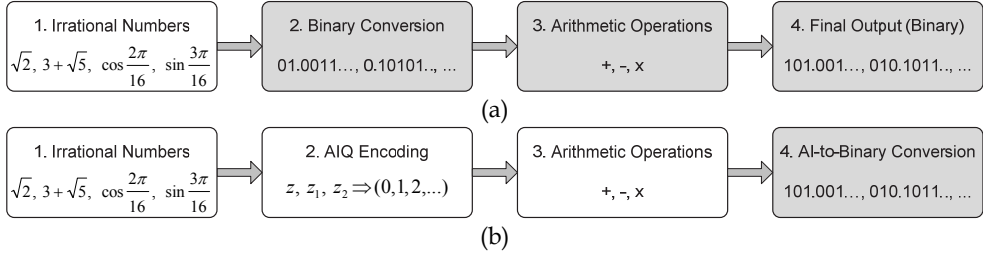 1. Irrational Numbers
√2, 3+√5, cos 2π/16, sin 3π/16
2. Binary Conversion
01.0011..., 0.10101.., ...
3. Arithmetic Operations
+, -, x
4. Final Output (Binary)
101.001..., 010.1011.., ...
(a)
1. Irrational Numbers
√2, 3+√5, cos 2π/16, sin 3π/16
2. AIQ Encoding
z, z₁, z₂ ⇒ (0,1,2,...)
3. Arithmetic Operations
+, -, x
4. AI-to-Binary Conversion
101.001..., 010.1011.., ...
(b)